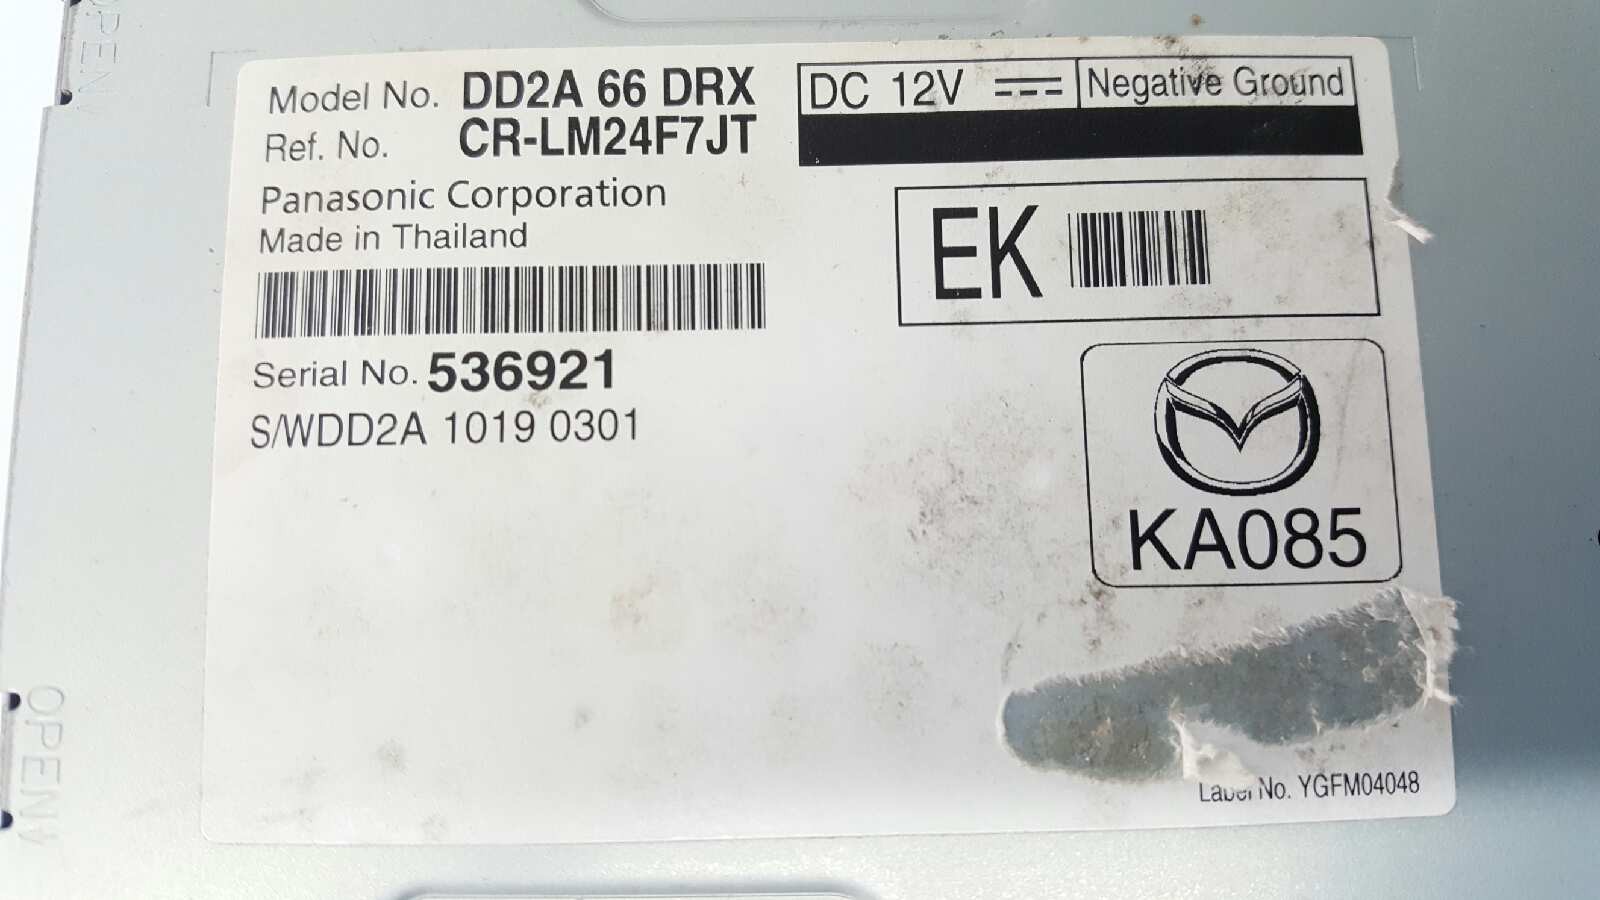 OPEN
Model No. DD2A 66 DRX
Ref. No. CR-LM24F7JT
Panasonic Corporation
Made in Thailand
Serial No. 536921
S/WDD2A 1019 0301
DC 12V Negative Ground
EK
KA085
Label No. YGFM04048
OPEN